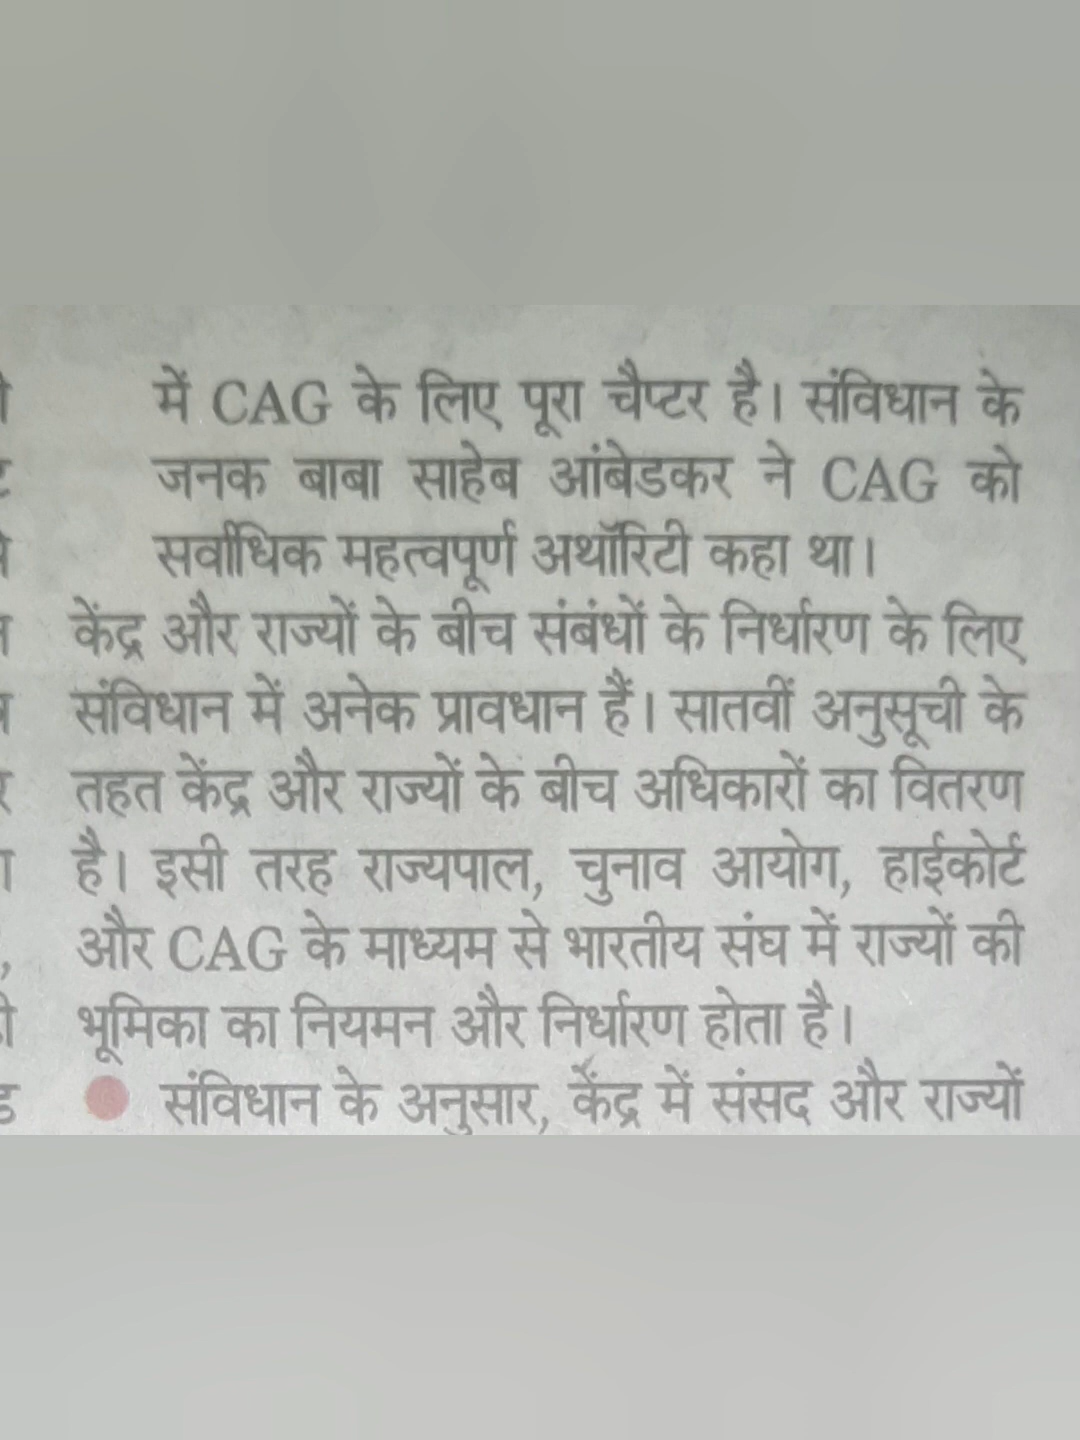 में CAG के लिए पूरा चैप्टर है। संविधान के
जनक बाबा साहेब आंबेडकर ने CAG को
सर्वाधिक महत्वपूर्ण अथॉरिटी कहा था।
केंद्र और राज्यों के बीच संबंधों के निर्धारण के लिए
संविधान में अनेक प्रावधान हैं। सातवीं अनुसूची के
तहत केंद्र और राज्यों के बीच अधिकारों का वितरण
है। इसी तरह राज्यपाल, चुनाव आयोग, हाईकोर्ट
और CAG के माध्यम से भारतीय संघ में राज्यों की
भूमिका का नियमन और निर्धारण होता है।
संविधान के अनुसार, केंद्र में संसद और राज्यों